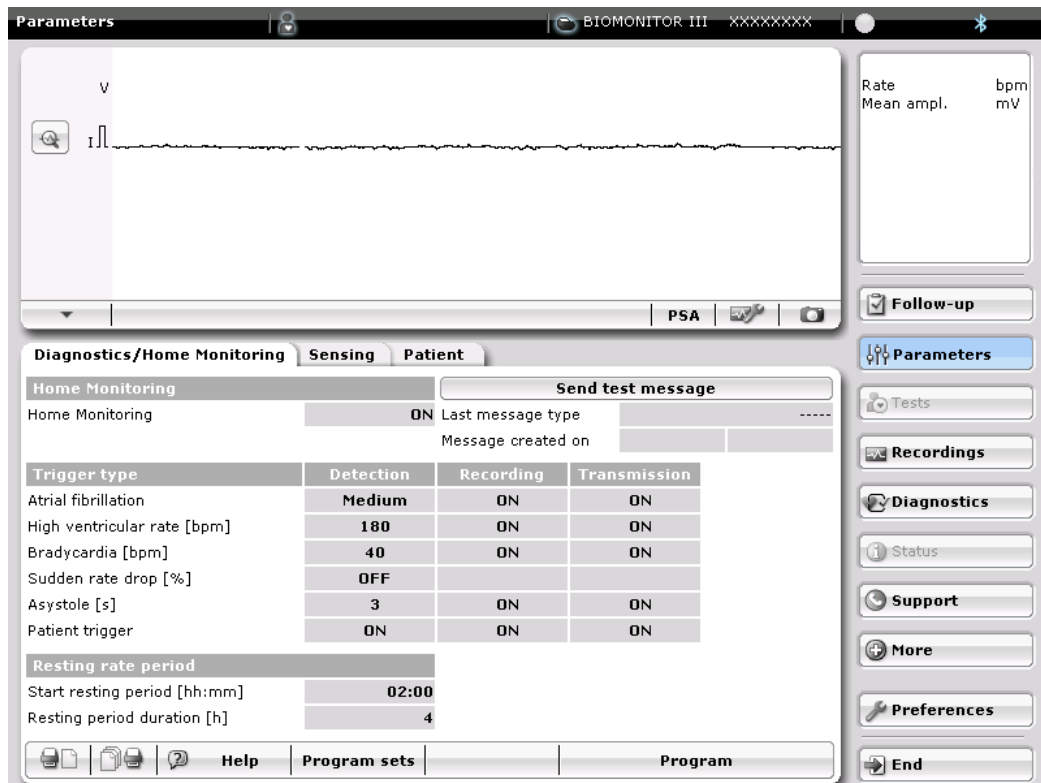 Parameters BIOMONITOR III XXXXXXXX
V
I
Rate bpm
Mean ampl. mV
PSA
Follow-up
Parameters
Tests
Recordings
Diagnostics
Status
Support
More
Preferences
End
Diagnostics/Home Monitoring Sensing Patient
Home Monitoring Send test message
Home Monitoring ON Last message type -----
Message created on
Trigger type Detection Recording Transmission
Atrial fibrillation Medium ON ON
High ventricular rate [bpm] 180 ON ON
Bradycardia [bpm] 40 ON ON
Sudden rate drop [%] OFF
Asystole [s] 3 ON ON
Patient trigger ON ON ON
Resting rate period
Start resting period [hh:mm] 02:00
Resting period duration [h] 4
Help Program sets Program